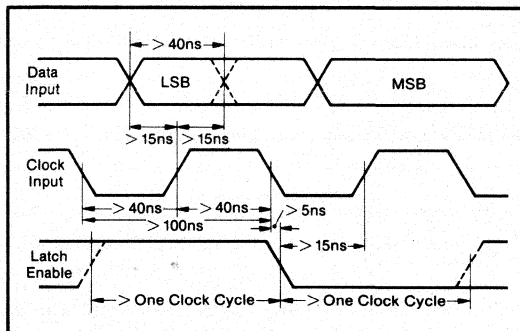 > 40ns
Data Input
LSB
MSB
> 15ns > 15ns
Clock Input
> 40ns > 40ns
> 5ns
> 100ns
> 15ns
Latch Enable
> One Clock Cycle > One Clock Cycle